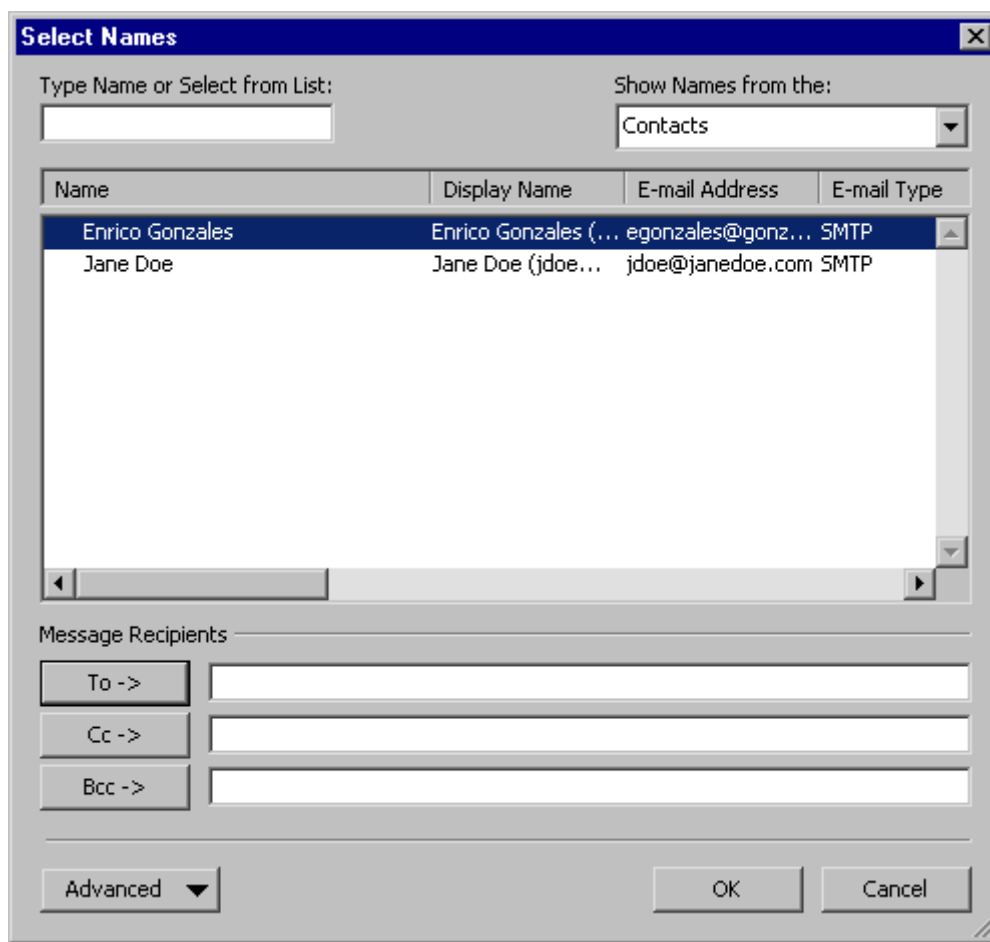 Select Names
Type Name or Select from List: Show Names from the:
Contacts
Name Display Name E-mail Address E-mail Type
Enrico Gonzales Enrico Gonzales (... egonzales@gonz... SMTP
Jane Doe Jane Doe (jdoe... jdoe@janedoe.com SMTP
Message Recipients
To ->
Cc ->
Bcc ->
Advanced OK Cancel